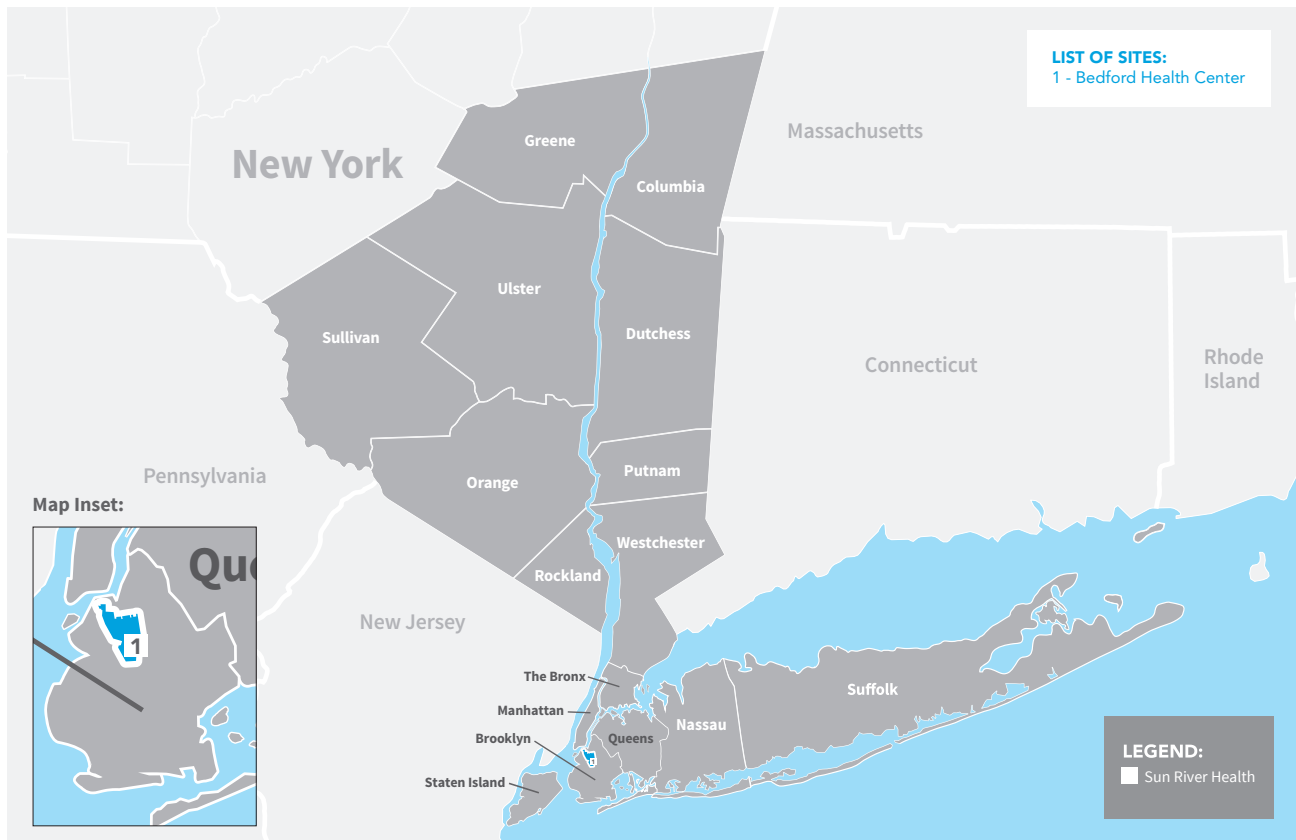 LIST OF SITES:
1 - Bedford Health Center
Massachusetts
New York
Greene
Columbia
Ulster
Sullivan
Dutchess
Connecticut
Rhode
Island
Pennsylvania
Orange
Putnam
Map Inset:
Westchester
Rockland
Que
1
New Jersey
The Bronx
Manhattan
Brooklyn
Queens
Nassau
Suffolk
Staten Island
1
LEGEND:
Sun River Health